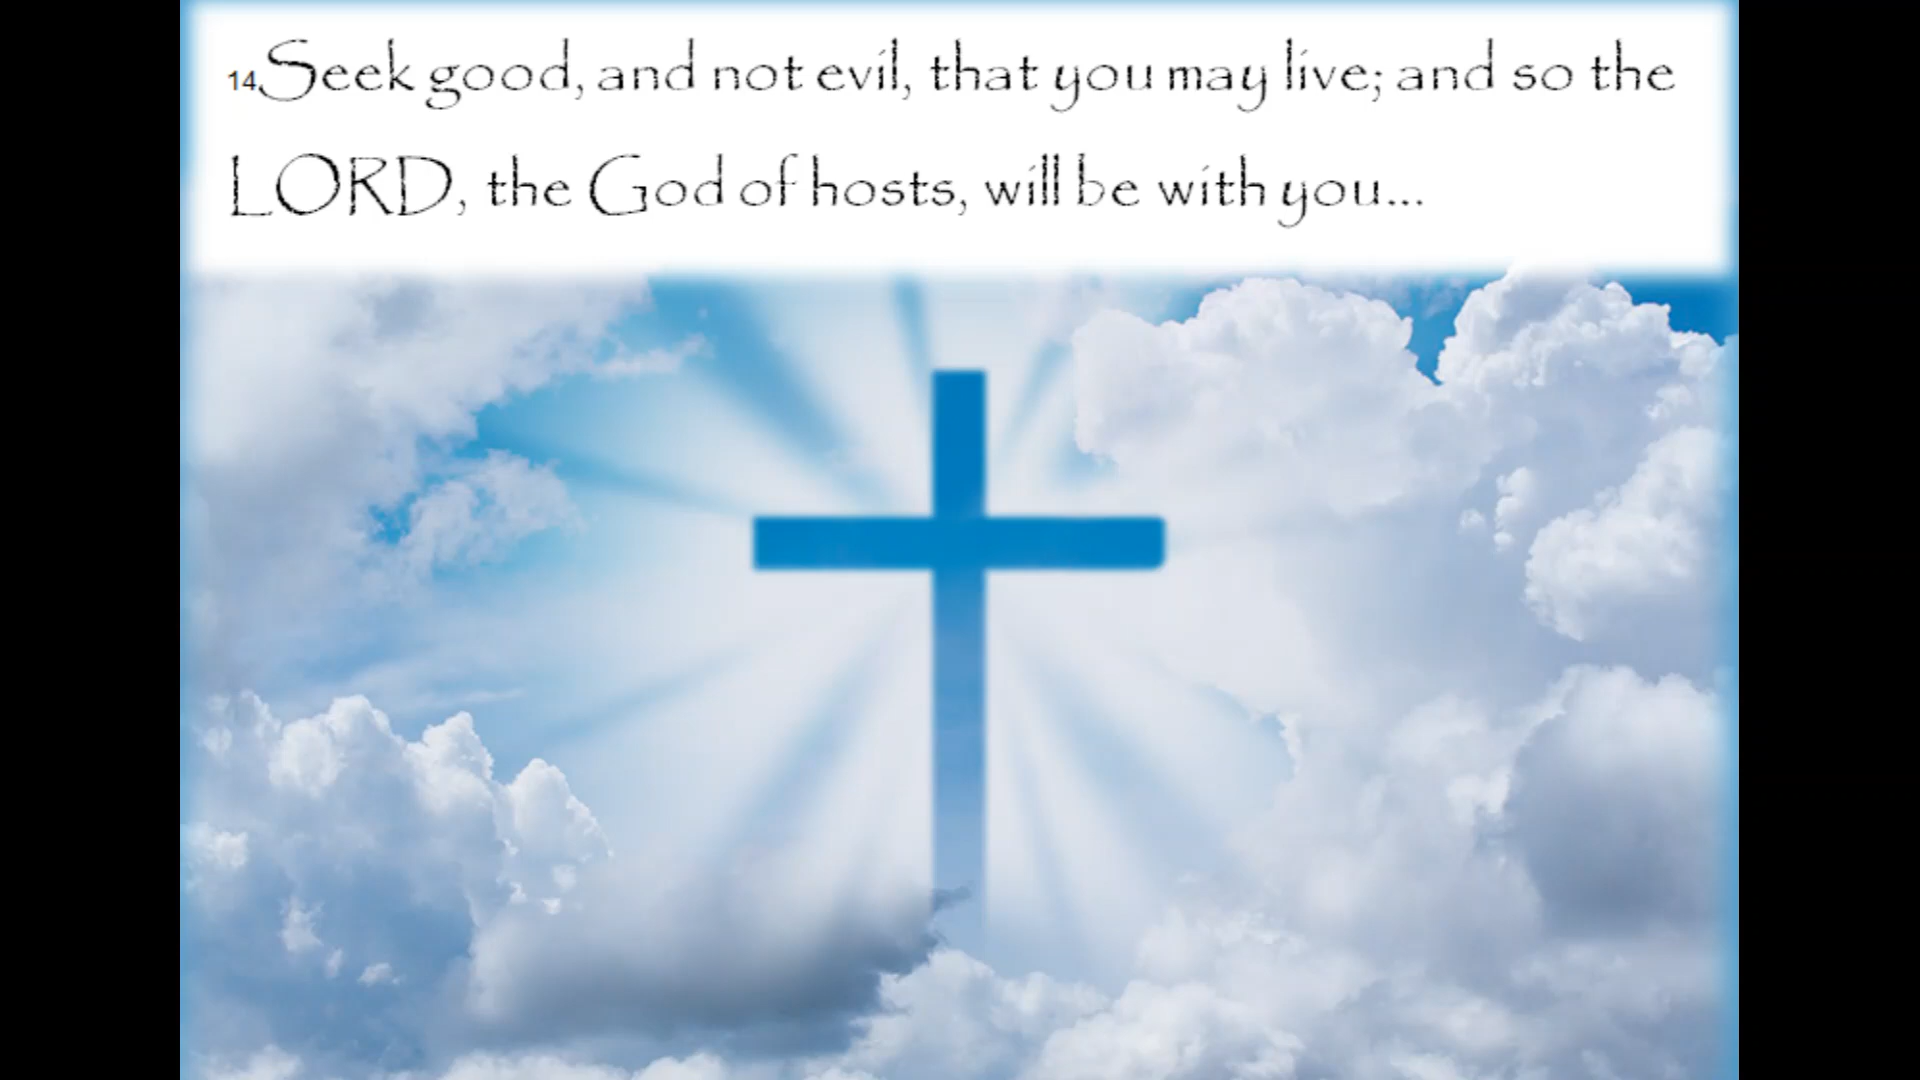 14Seek good, and not evil, that you may live; and so the
LORD, the God of hosts, will be with you...